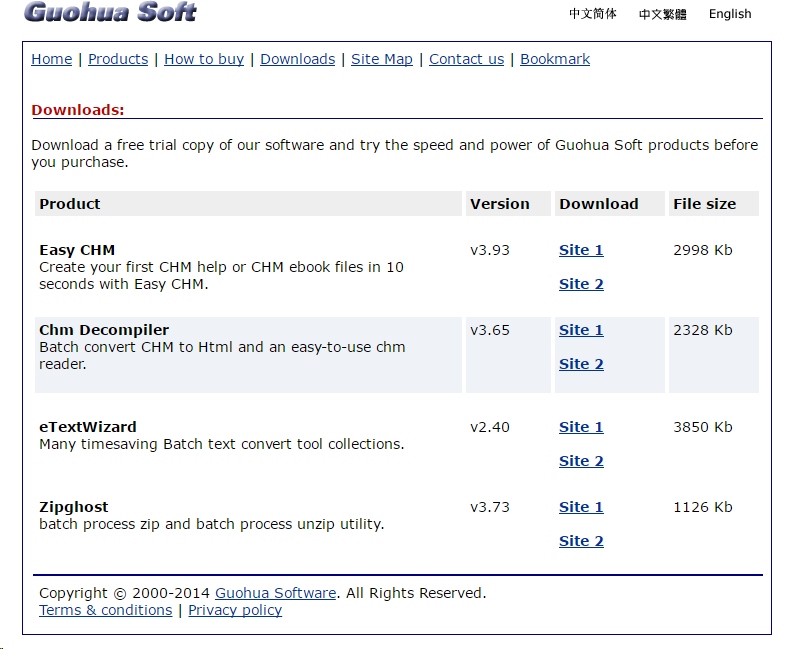 Guohua Soft
中文简体 中文繁體 English
Home | Products | How to buy | Downloads | Site Map | Contact us | Bookmark
Downloads:
Download a free trial copy of our software and try the speed and power of Guohua Soft products before
you purchase.
Product Version Download File size
Easy CHM v3.93 Site 1 2998 Kb
Create your first CHM help or CHM ebook files in 10
seconds with Easy CHM. Site 2
Chm Decompiler v3.65 Site 1 2328 Kb
Batch convert CHM to Html and an easy-to-use chm
reader. Site 2
eTextWizard v2.40 Site 1 3850 Kb
Many timesaving Batch text convert tool collections.
Site 2
Zipghost v3.73 Site 1 1126 Kb
batch process zip and batch process unzip utility.
Site 2
Copyright © 2000-2014 Guohua Software. All Rights Reserved.
Terms & conditions | Privacy policy